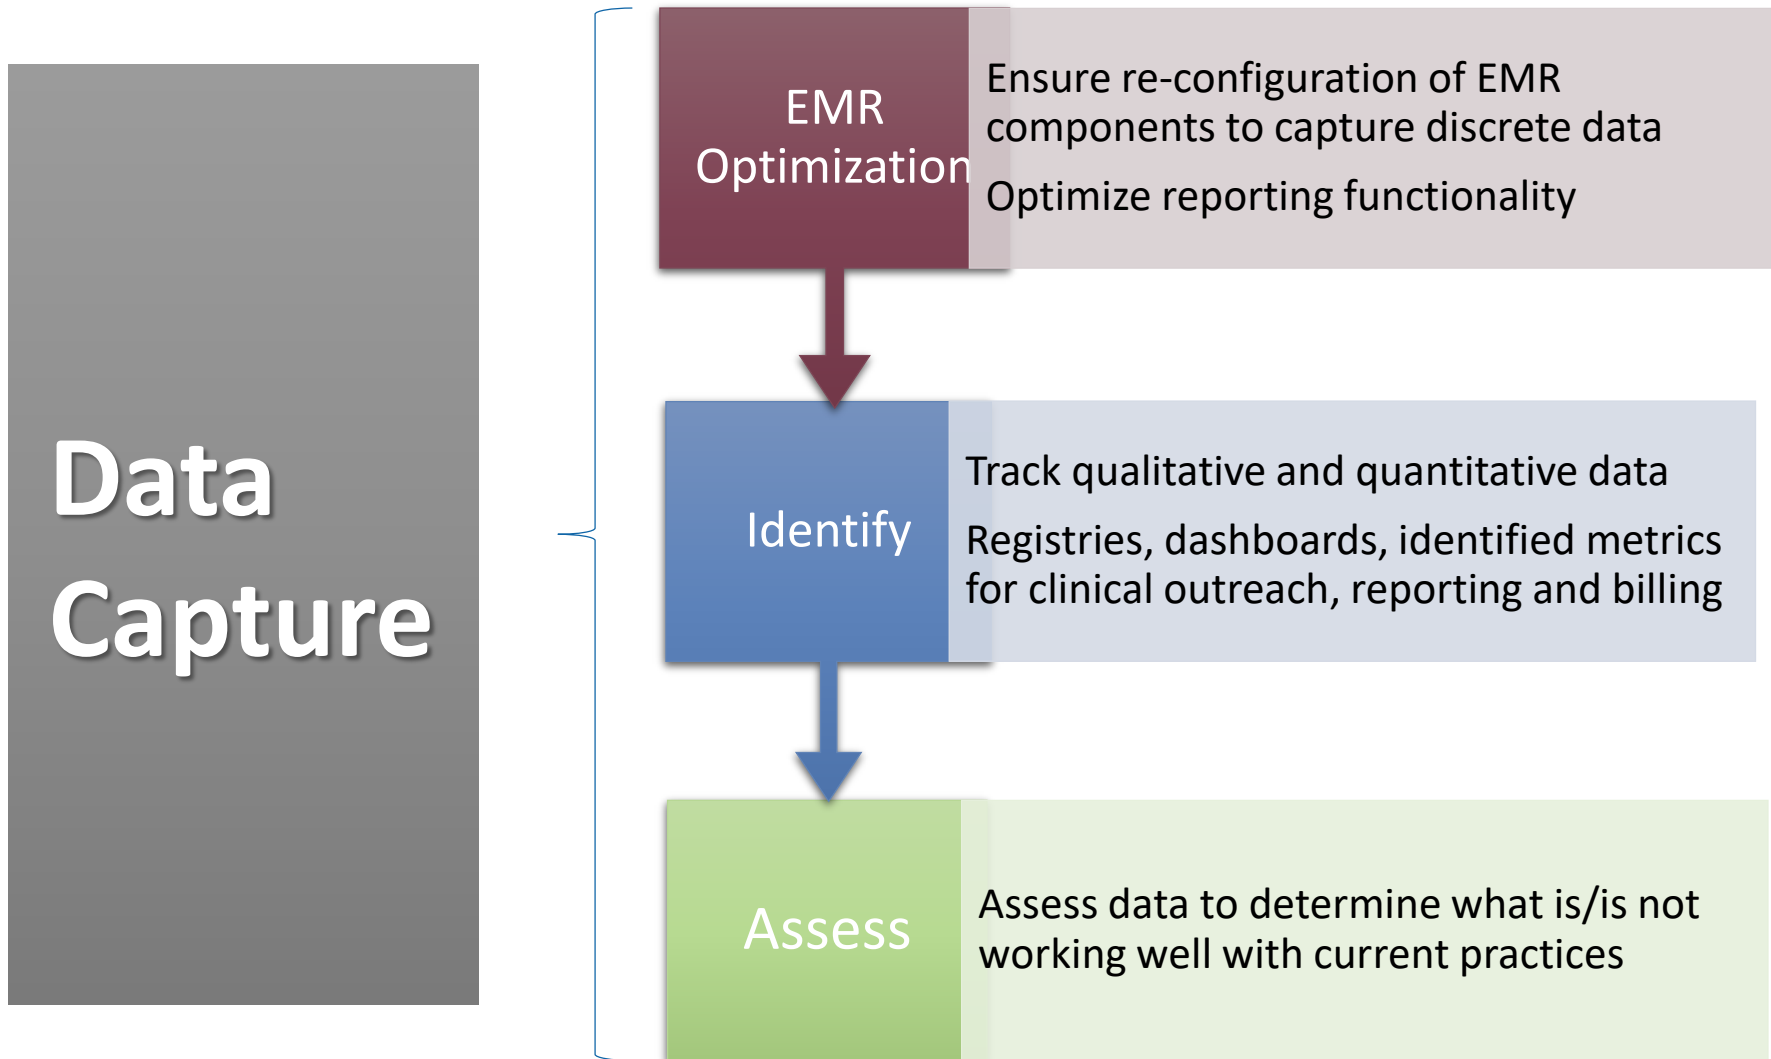 Data
Capture
EMR
Optimization
Ensure re-configuration of EMR
components to capture discrete data
Optimize reporting functionality
Identify
Track qualitative and quantitative data
Registries, dashboards, identified metrics
for clinical outreach, reporting and billing
Assess
Assess data to determine what is/is not
working well with current practices